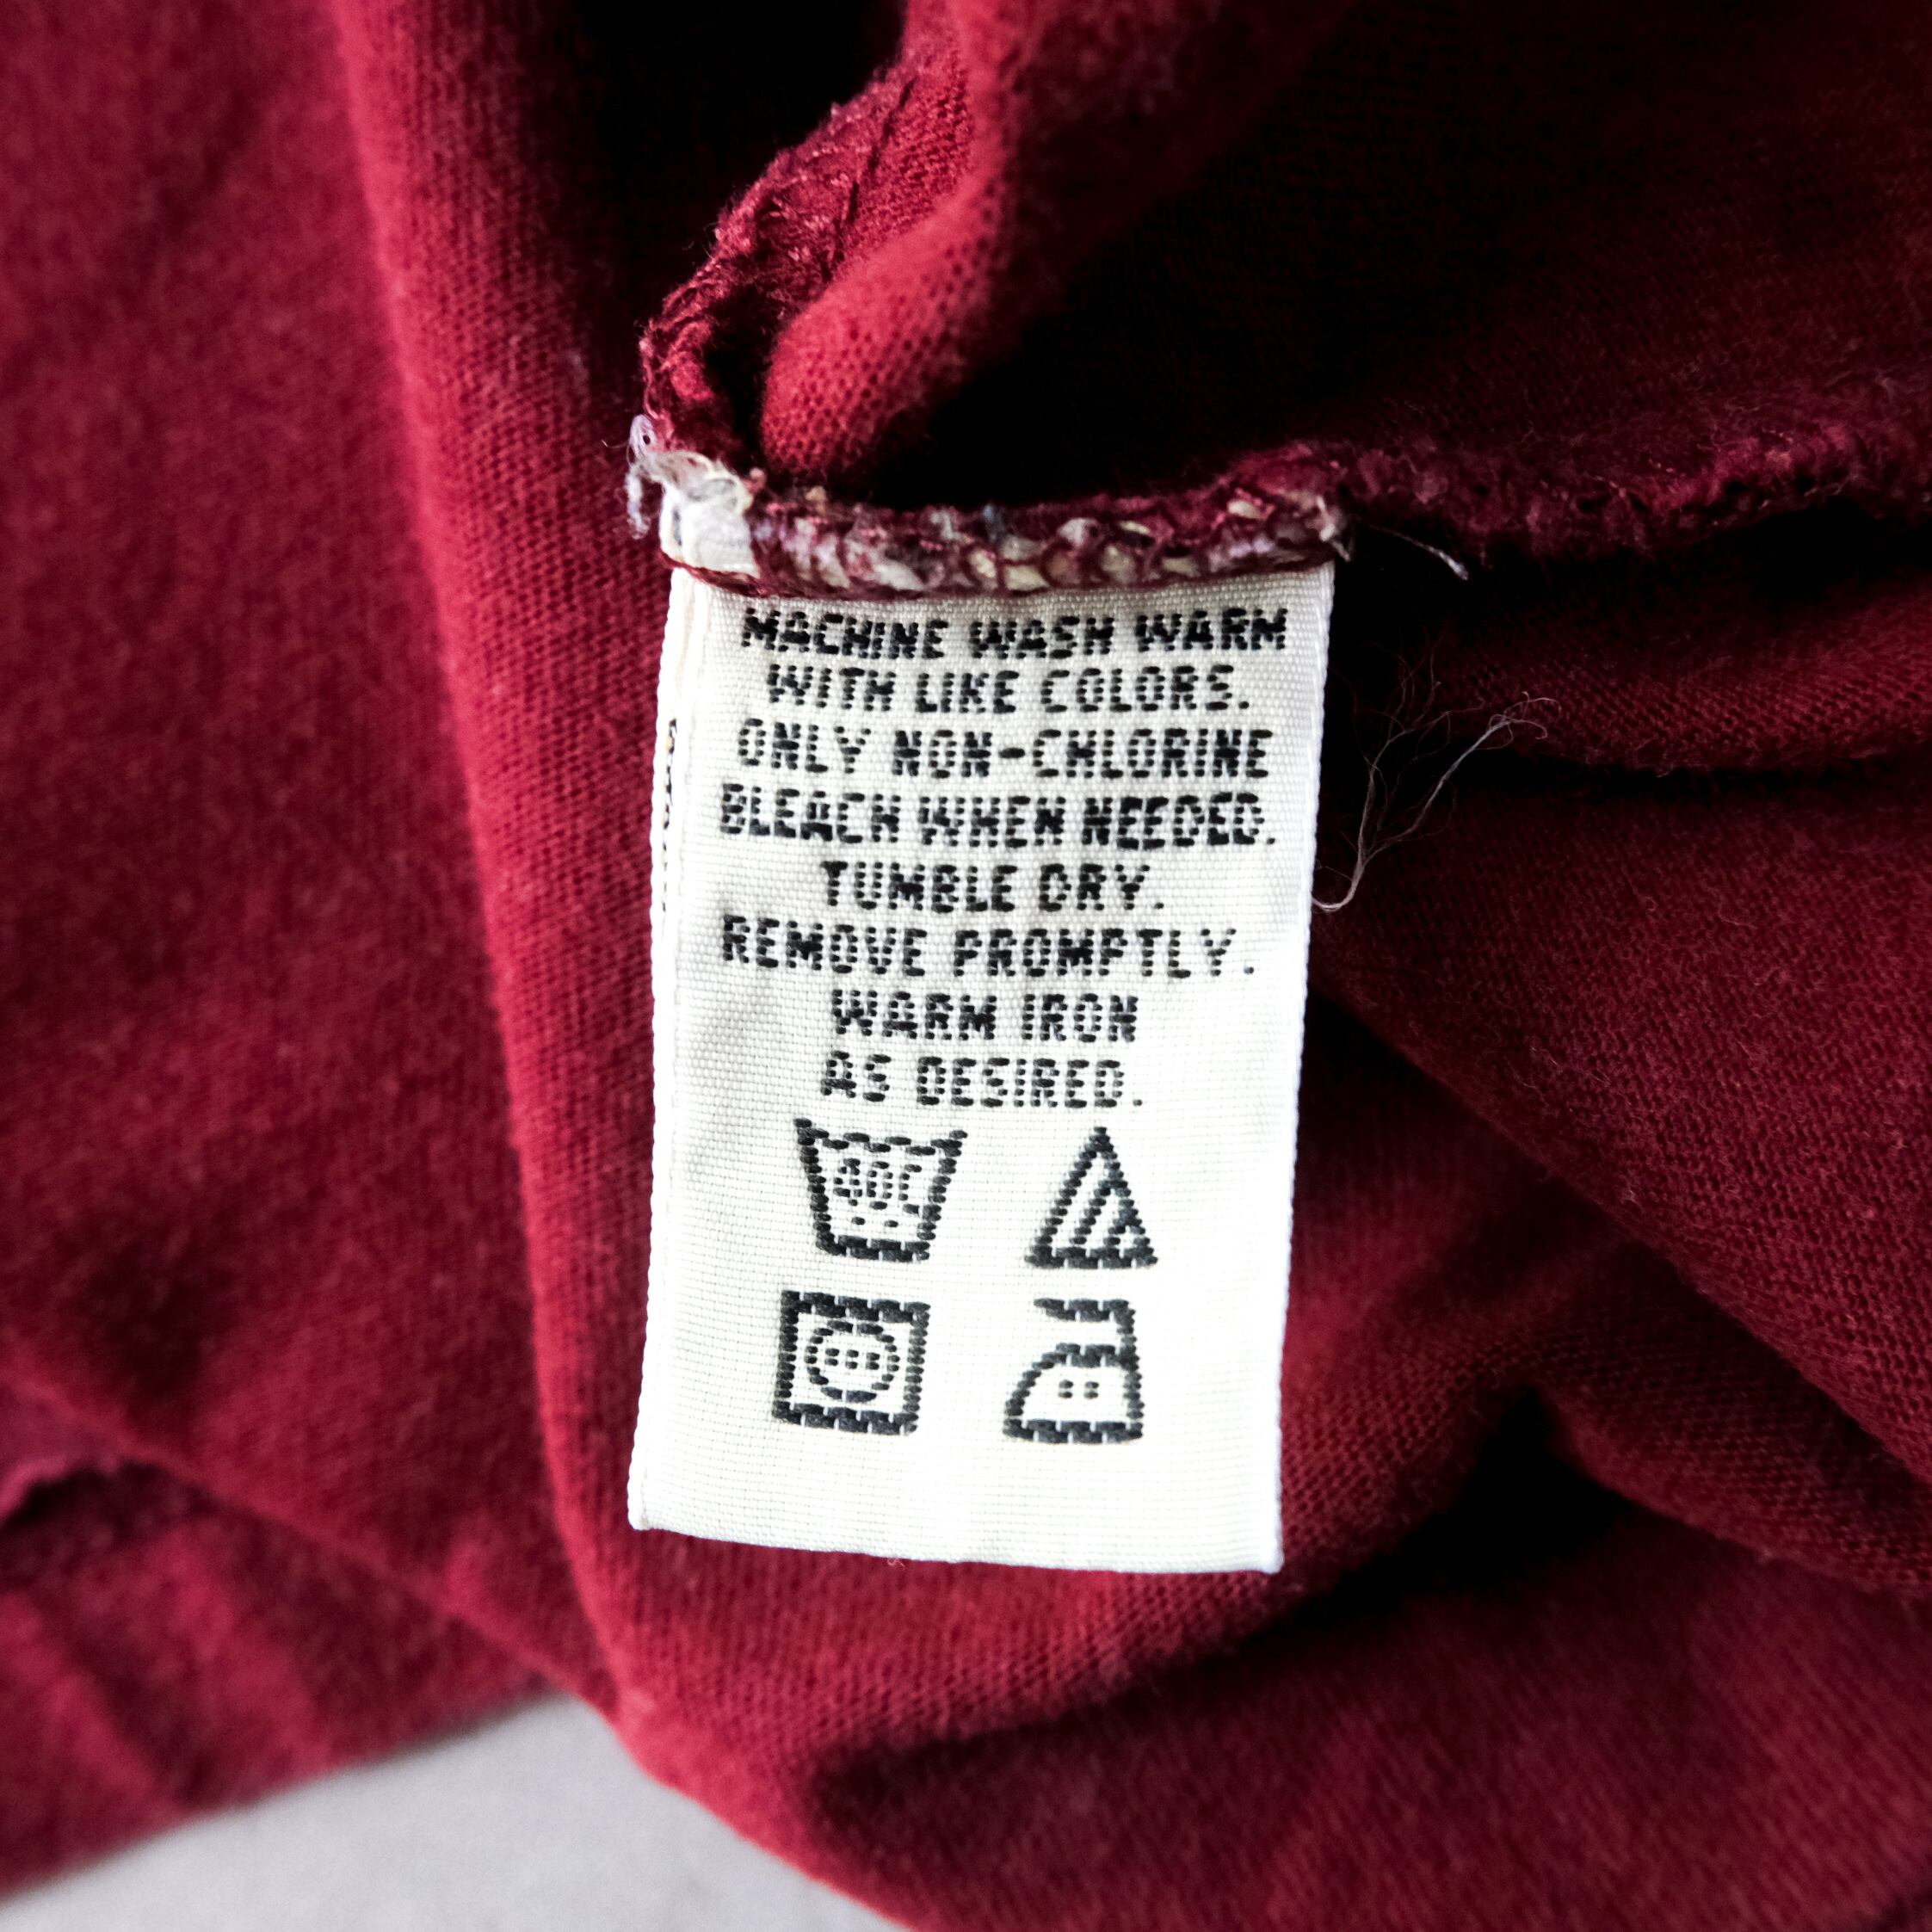 MACHINE WASH WARM
WITH LIKE COLORS.
ONLY NON-CHLORINE
BLEACH WHEN NEEDED.
TUMBLE DRY.
REMOVE PROMPTLY.
WARM IRON
AS DESIRED.
40C